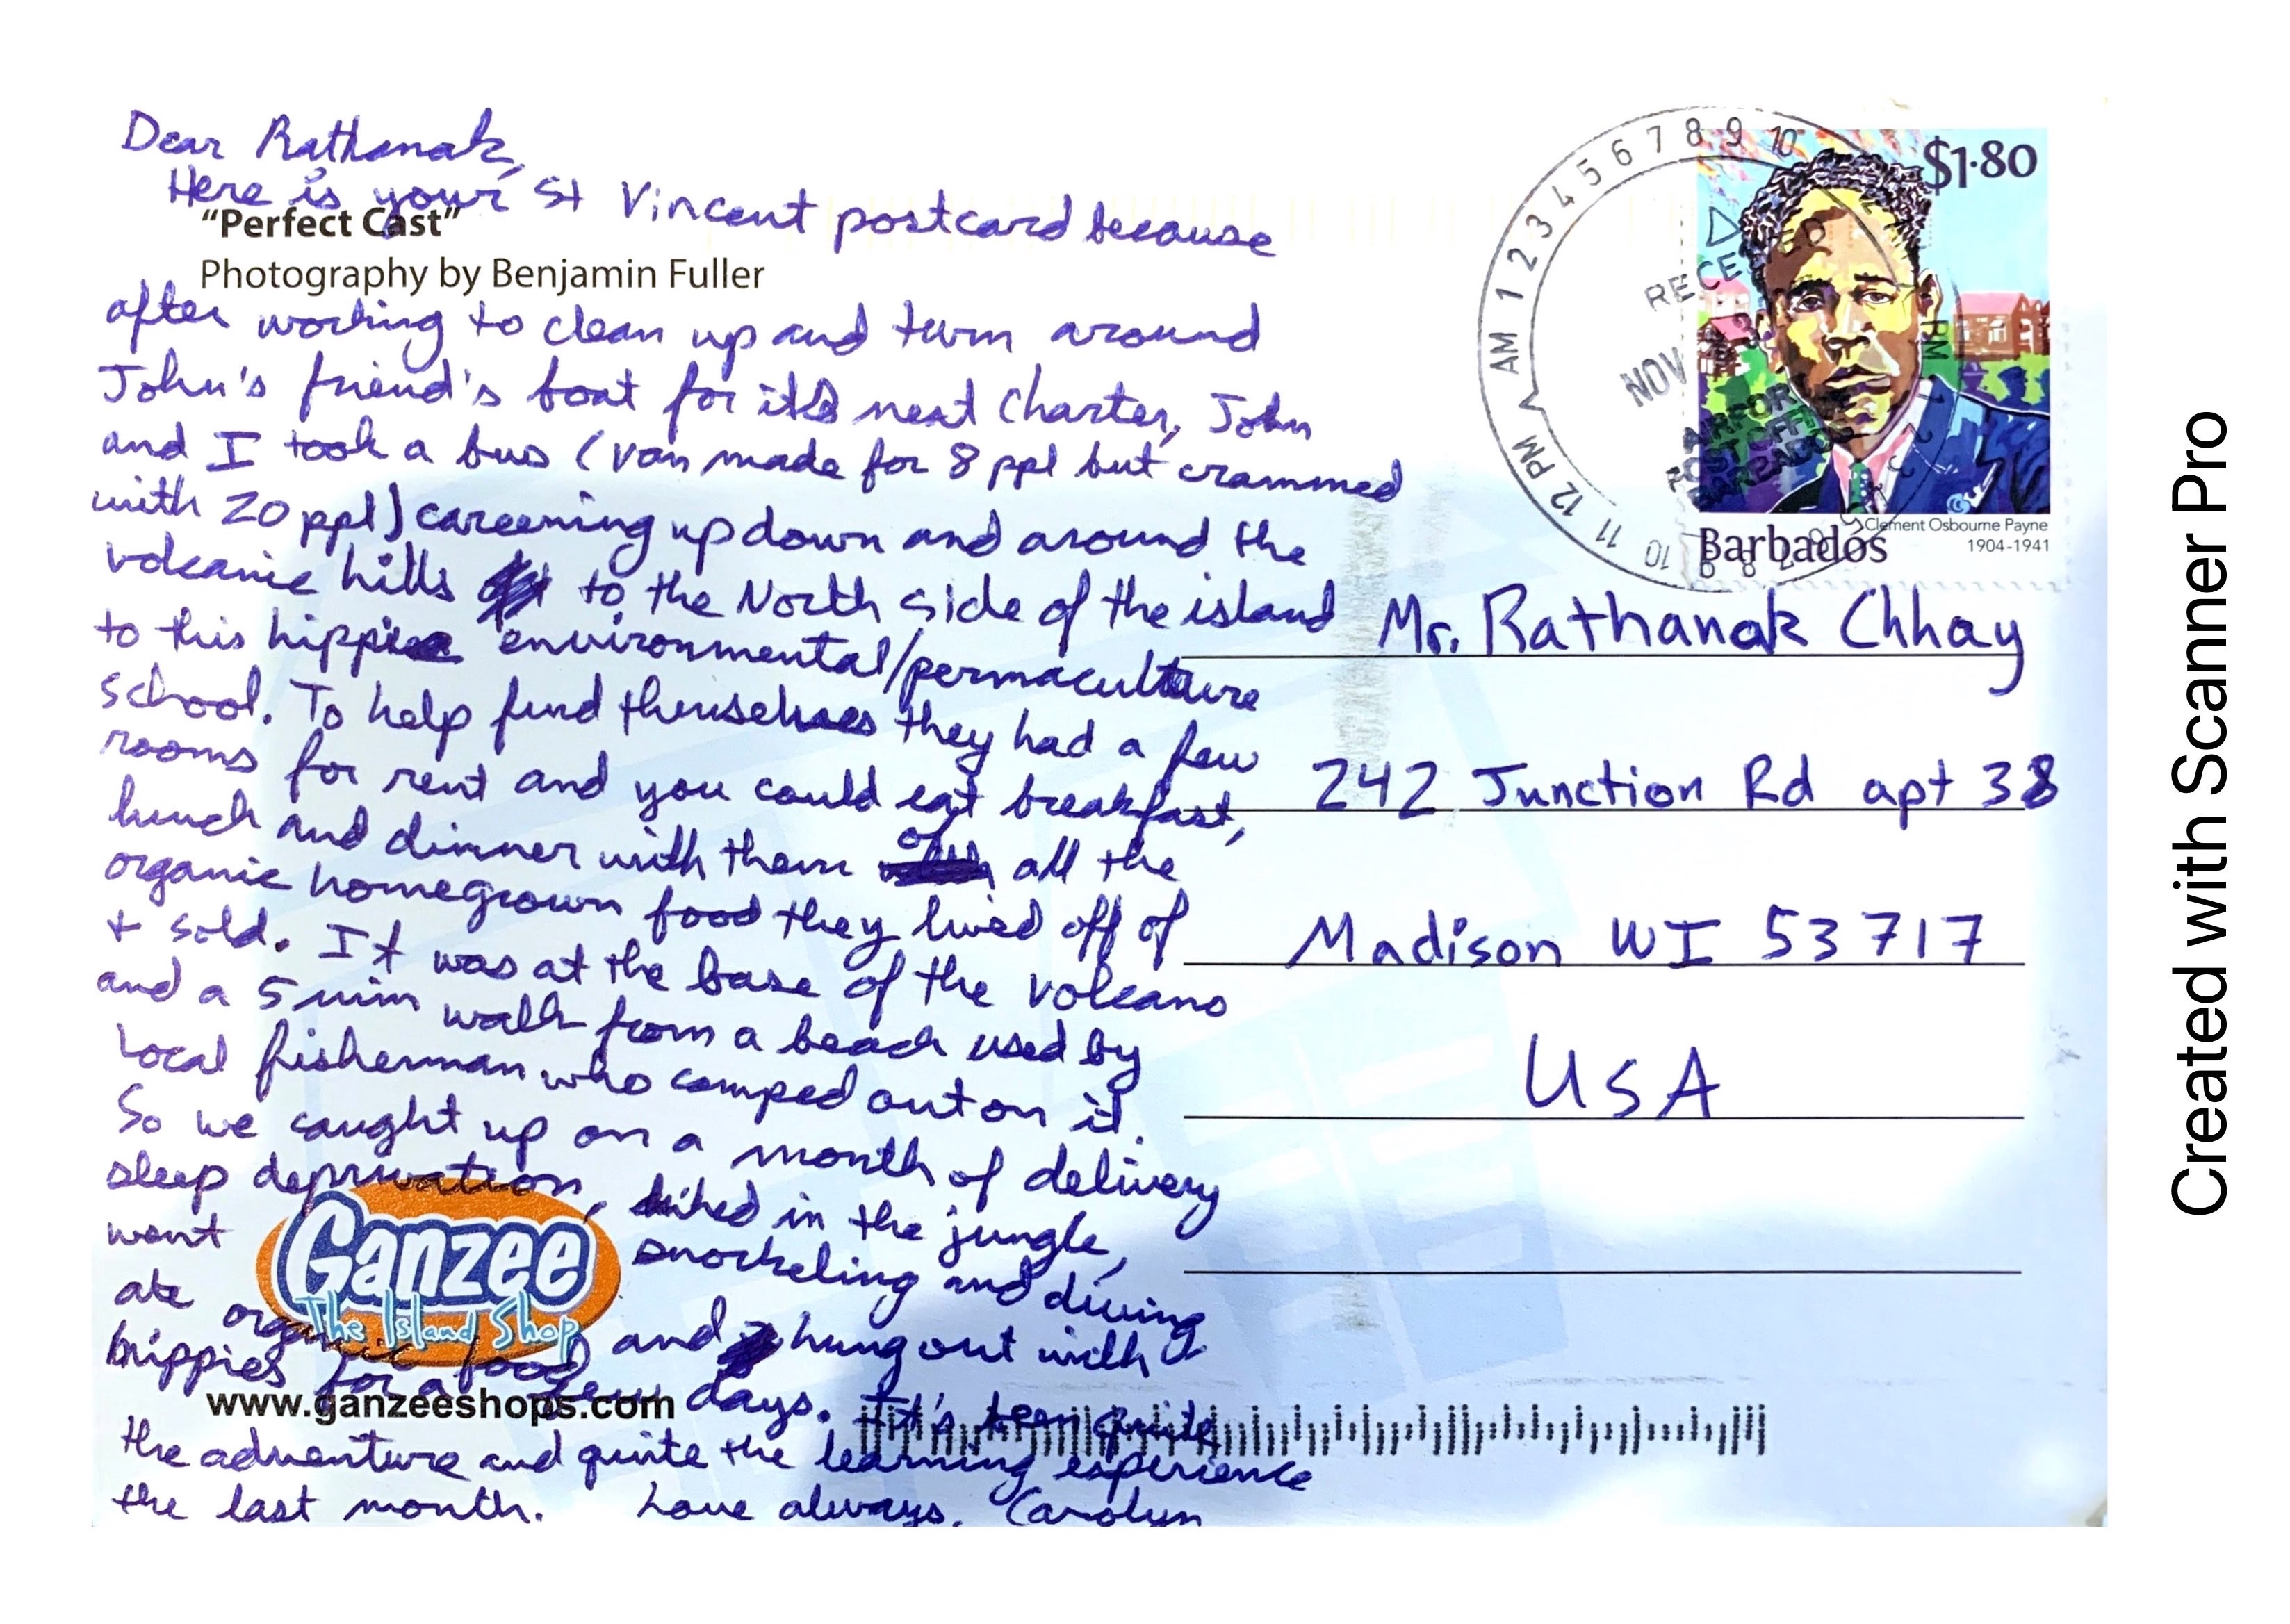 Dear Rathanak,
Here is your St Vincent postcard because
"Perfect Cast"
Photography by Benjamin Fuller
after working to clean up and turn around
John's friend's boat for its next charter, John
and I took a bus (van made for 8 ppl but crammed
with 20 ppl) careening up down and around the
volcanic hills to the North side of the island
to this hippie environmental/permaculture
school. To help fund themselves they had a few
rooms for rent and you could eat breakfast,
lunch and dinner with them of all the
organic homegrown food they lived off of
+ sold. It was at the base of the volcano
and a 5 min walk from a beach used by
local fisherman who camped out on it.
So we caught up on a month of delivery
sleep deprivation, hiked in the jungle,
went snorkeling and diving
ate organic food and hung out with
hippies for a few days. It's been quite
the adventure and quite the learning experience
the last month. Love always, Carolyn
Ganzee
The Island Shop
www.ganzeeshops.com
$1.80
Barbados
Clement Osbourne Payne
1904-1941
AM 1 2 3 4 5 6 7 8 9 10
10 11 12 PM
RECEIVED
NOV
POST OFFICE
BARBADOS
Mr. Rathanak Chhay
242 Junction Rd apt 38
Madison WI 53717
USA
Created with Scanner Pro